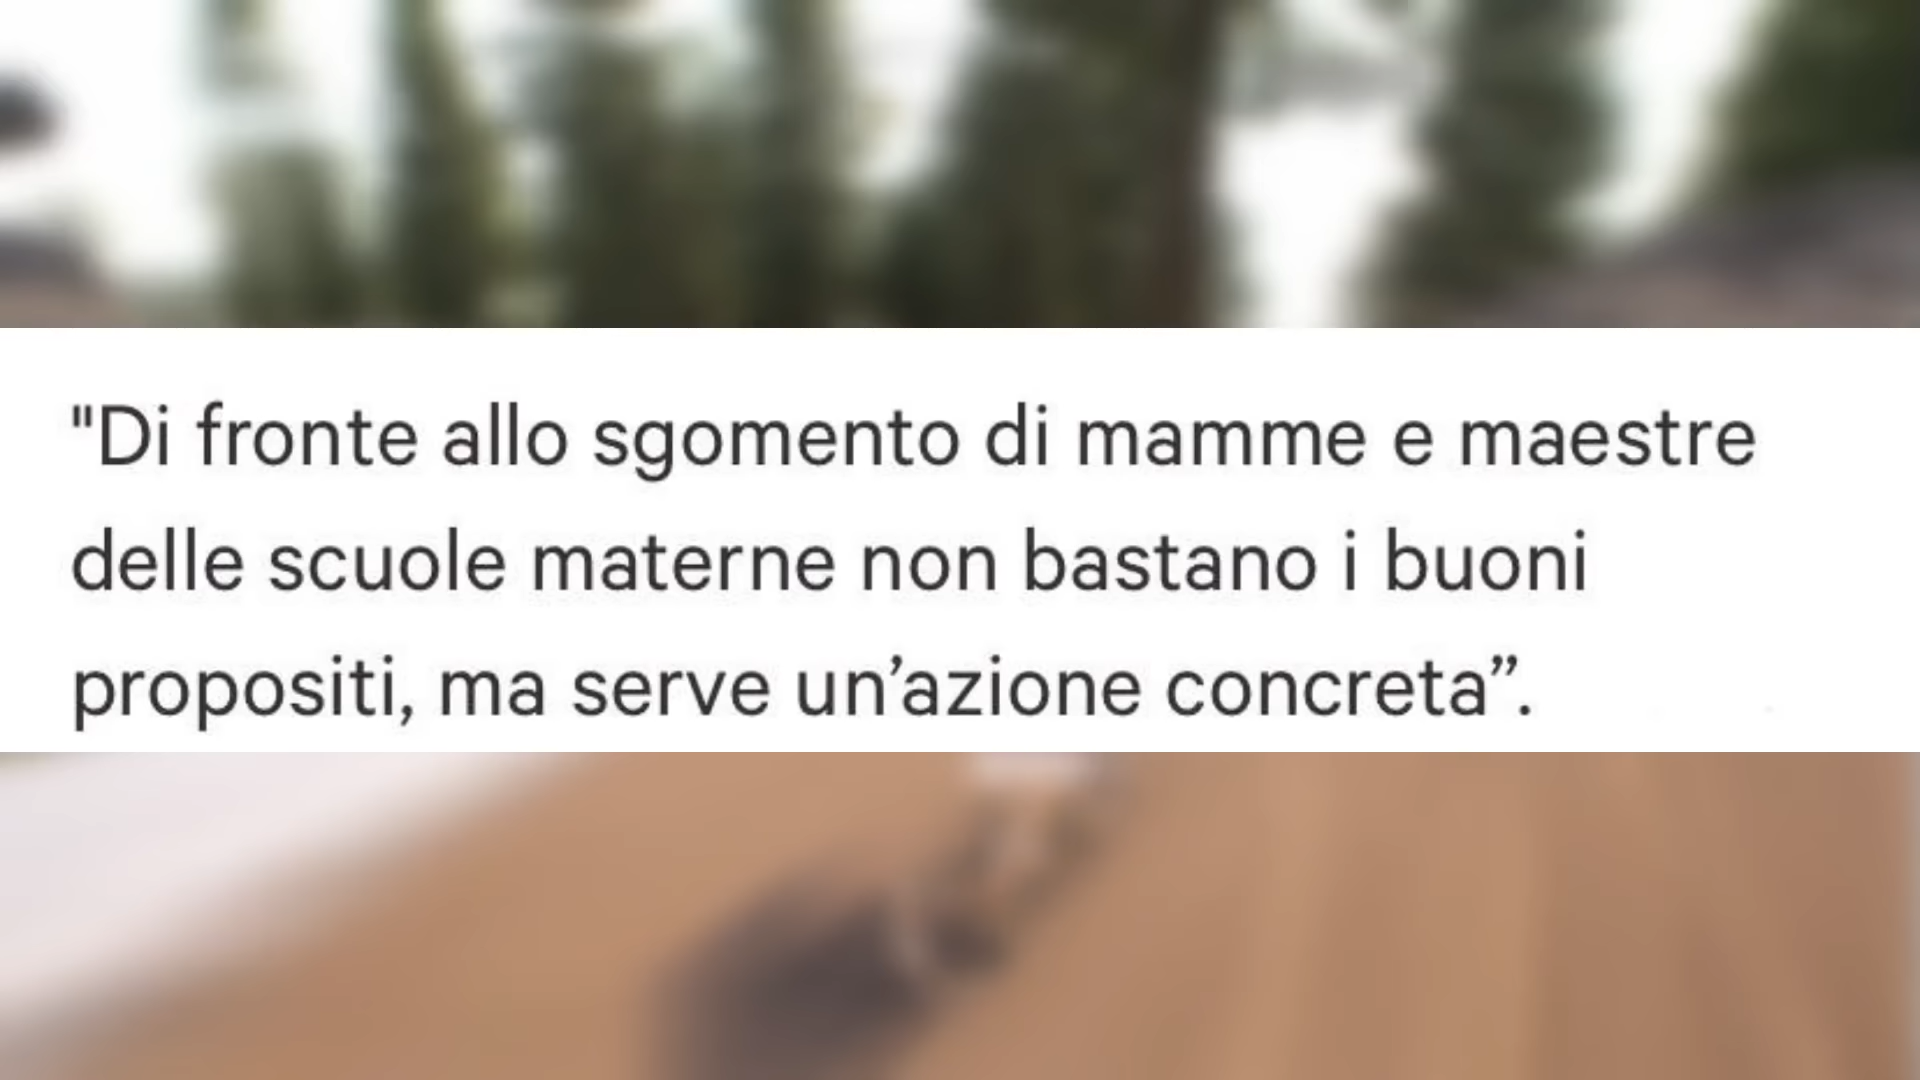 "Di fronte allo sgomento di mamme e maestre
delle scuole materne non bastano i buoni
propositi, ma serve un’azione concreta”.